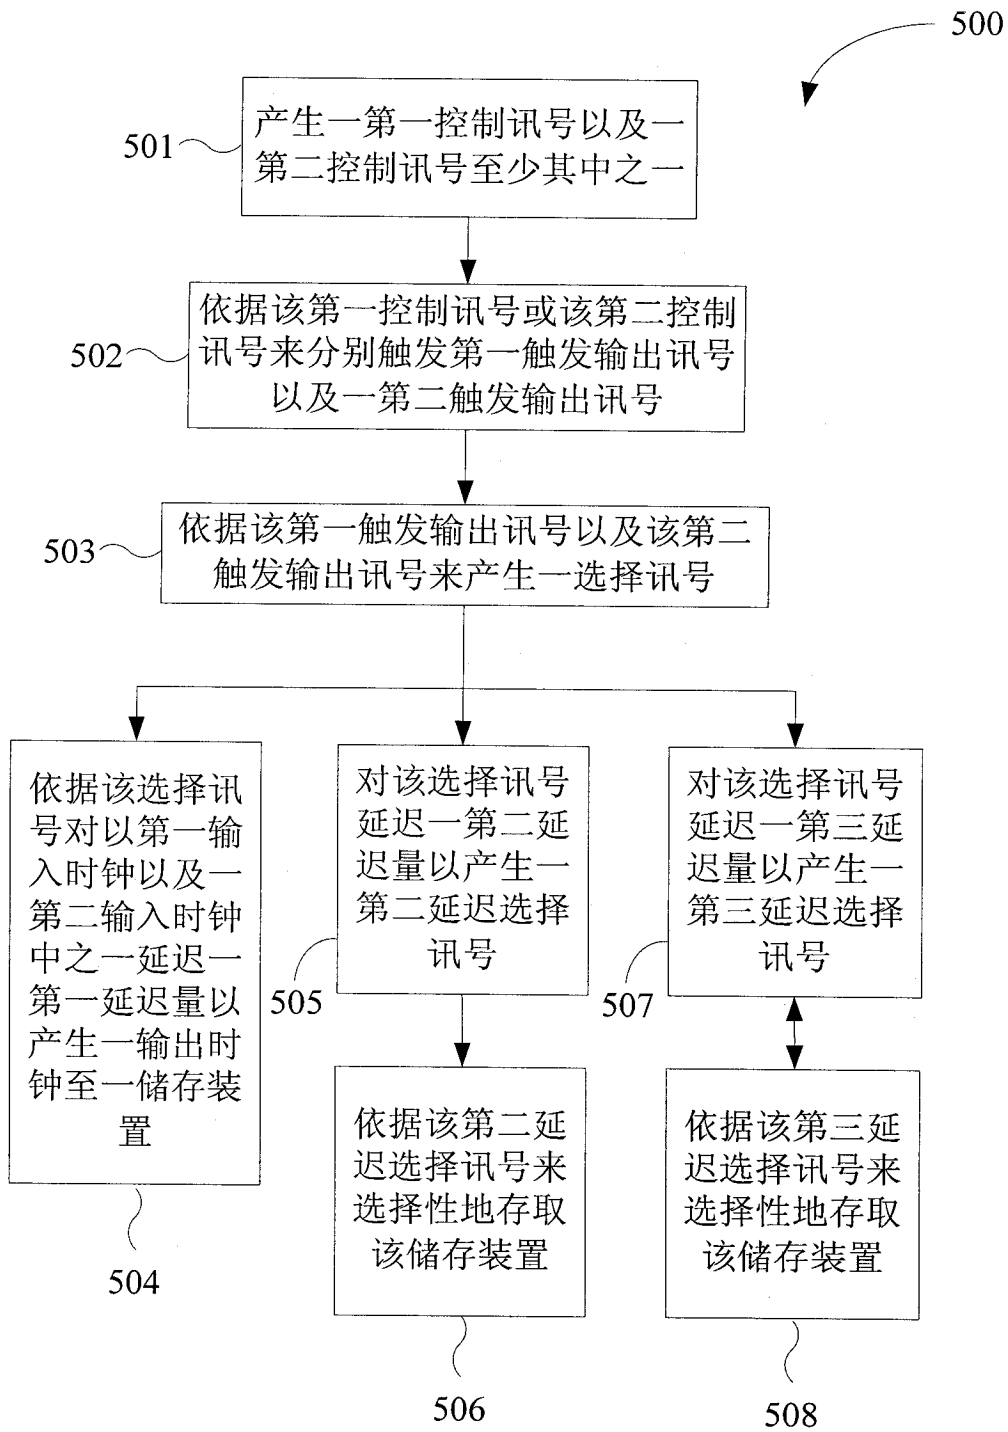 500
501
产生一第一控制讯号以及一
第二控制讯号至少其中之一
502
依据该第一控制讯号或该第二控制
讯号来分别触发第一触发输出讯号
以及一第二触发输出讯号
503
依据该第一触发输出讯号以及该第二
触发输出讯号来产生一选择讯号
依据该选择讯
号对以第一输
入时钟以及一
第二输入时钟
中之一延迟一
第一延迟量以
产生一输出时
钟至一储存装
置
504
对该选择讯号
延迟一第二延
迟量以产生一
第二延迟选择
讯号
505
依据该第二延
迟选择讯号来
选择性地存取
该储存装置
506
对该选择讯号
延迟一第三延
迟量以产生一
第三延迟选择
讯号
507
依据该第三延
迟选择讯号来
选择性地存取
该储存装置
508